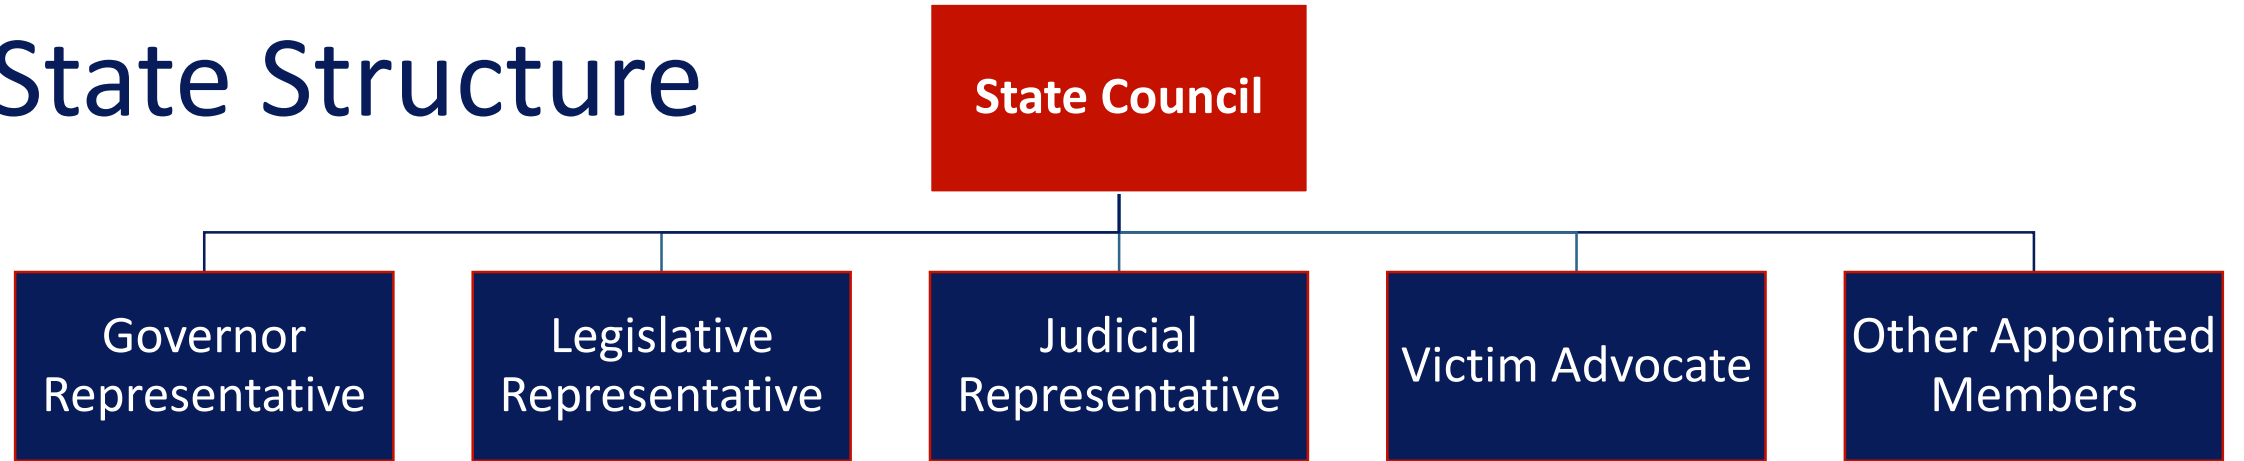 State Structure
State Council
Governor
Representative
Legislative
Representative
Judicial
Representative
Victim Advocate
Other Appointed
Members